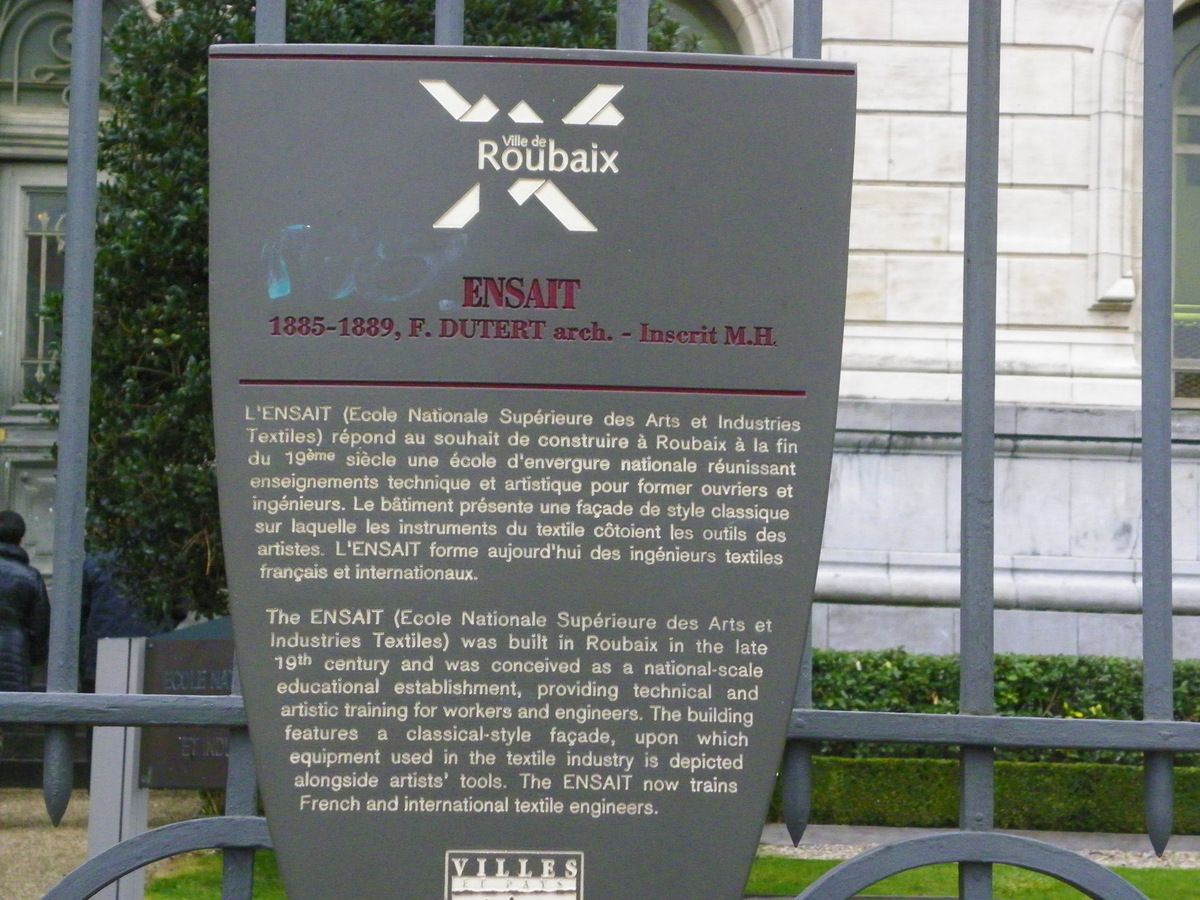 Ville de
Roubaix
ENSAIT
1885-1889, F. DUTERT arch. - Inscrit M.H.
L'ENSAIT (Ecole Nationale Supérieure des Arts et Industries
Textiles) répond au souhait de construire à Roubaix à la fin
du 19ème siècle une école d'envergure nationale réunissant
enseignements technique et artistique pour former ouvriers et
ingénieurs. Le bâtiment présente une façade de style classique
sur laquelle les instruments du textile côtoient les outils des
artistes. L'ENSAIT forme aujourd'hui des ingénieurs textiles
français et internationaux.
The ENSAIT (Ecole Nationale Supérieure des Arts et
Industries Textiles) was built in Roubaix in the late
19th century and was conceived as a national-scale
educational establishment, providing technical and
artistic training for workers and engineers. The building
features a classical-style façade, upon which
equipment used in the textile industry is depicted
alongside artists' tools. The ENSAIT now trains
French and international textile engineers.
VILLES
ET PAYS
ECOLE NA
ET